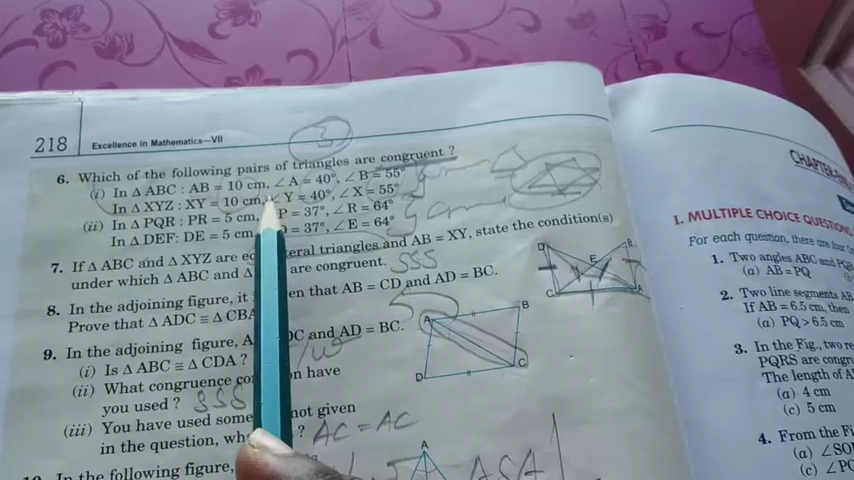 218
Excellence in Mathematics—VII
6. Which of the following pairs of triangles are congruent ?
(i) In Δ ABC : AB = 10 cm, ∠ A = 40°, ∠ B = 55°
In Δ XYZ : XY = 10 cm, ∠ Y = 40°, ∠ X = 55°
(ii) In Δ PQR : PR = 5 cm, P = 37°, ∠ R = 64°
In Δ DEF: DE = 5 cm, = 37°, ∠ E = 64°
7. If Δ ABC and Δ XYZ are lateral triangles and AB = XY, state the condition(s)
under which Δ ABC and Δ are congruent.
SSS
8. In the adjoining figure, it en that AB = CD and AD = BC.
Prove that Δ ADC ≅ Δ CBA
9. In the adjoining figure, DC and AD = BC.
(i) Is Δ ABC ≅ Δ CDA ?
(ii) What congruence on have
you used ? SSS
(iii) You have used some not given
in the question, ? AC = AC
In the following figure,
ASA
D
E
B
C
A
A
B
D
C
A
CHAPTER
I. MULTIPLE CHOICE QUESTIONS
For each question, there are four
1. Two angles ABC and PQR
(a) AB = PQ
2. Two line segments AB
If AB = 6.5 cm, then
(a) PQ > 6.5 cm
3. In the Fig., two re
PQRS are congru
The length of A
(a) 4 cm
(c) 5 cm
4. From the Fig
(a) ∠SO
(c) ∠PO